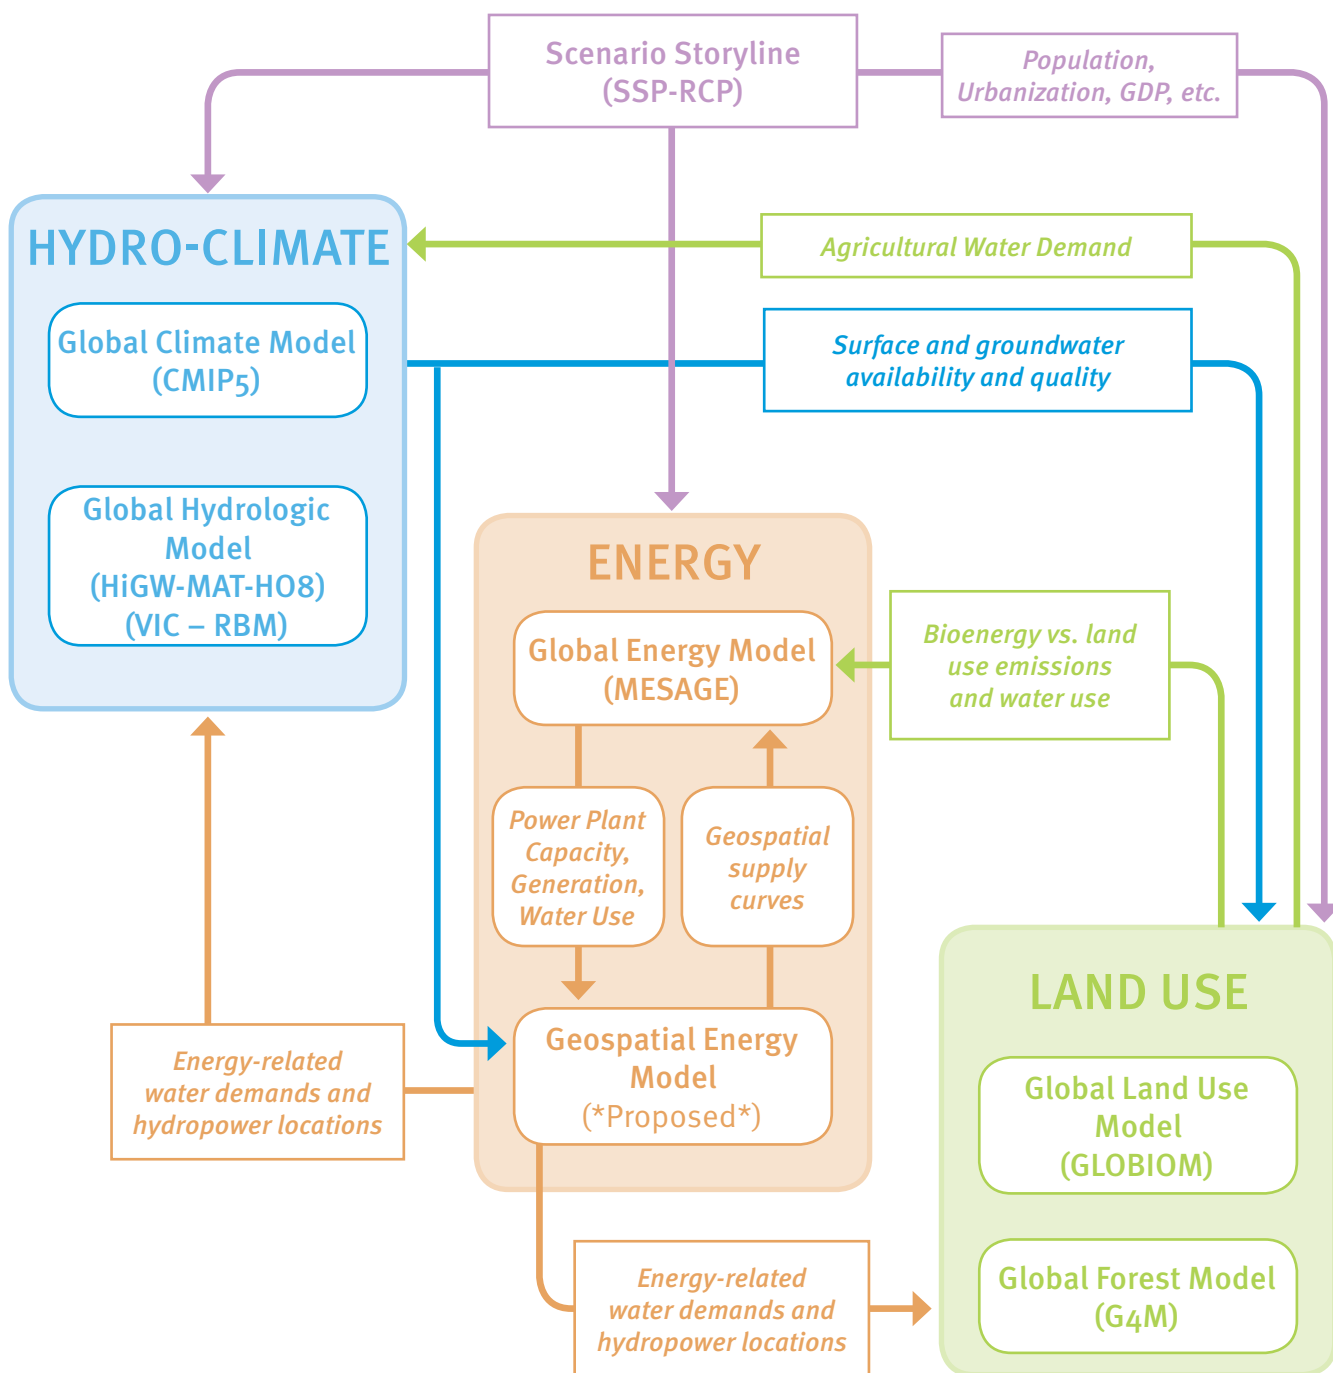 Scenario Storyline
(SSP-RCP)
Population,
Urbanization, GDP, etc.
HYDRO-CLIMATE
Agricultural Water Demand
Global Climate Model
(CMIP5)
Surface and groundwater
availability and quality
Global Hydrologic
Model
(HiGW-MAT-HO8)
(VIC – RBM)
ENERGY
Global Energy Model
(MESAGE)
Bioenergy vs. land
use emissions
and water use
Power Plant
Capacity,
Generation,
Water Use
Geospatial
supply
curves
LAND USE
Energy-related
water demands and
hydropower locations
Geospatial Energy
Model
(*Proposed*)
Global Land Use
Model
(GLOBIOM)
Energy-related
water demands and
hydropower locations
Global Forest Model
(G4M)